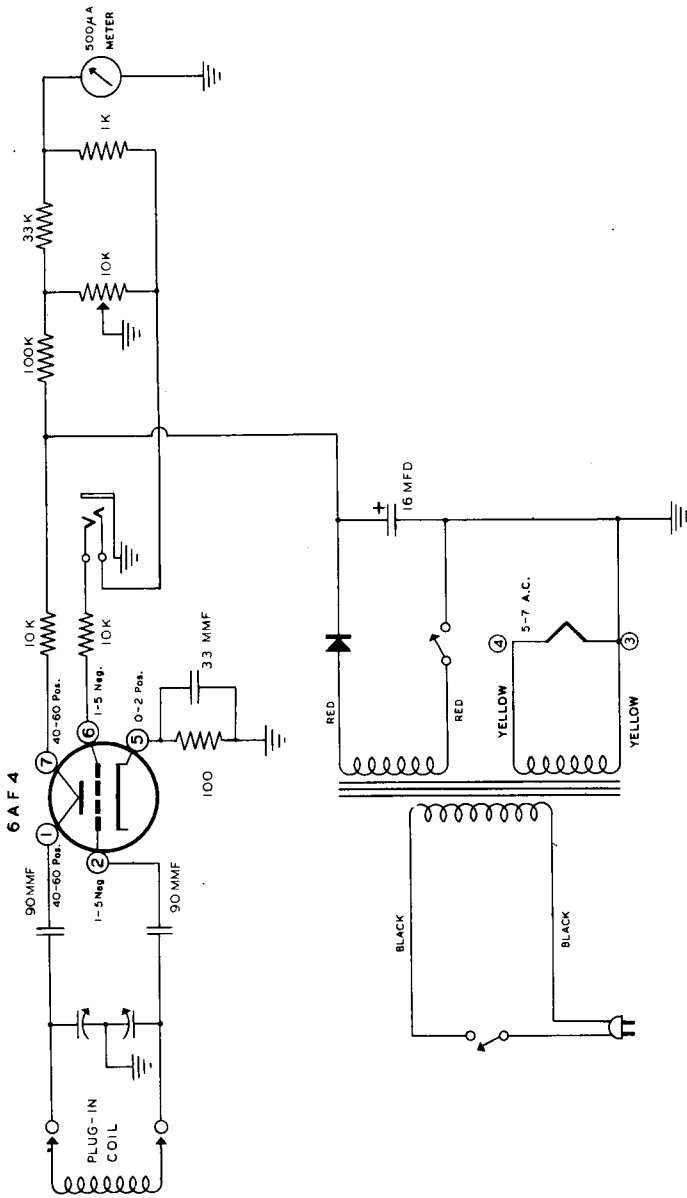 6AF4
90 MMF
40-60 Pos.
1
7
40-60 Pos.
10K
100K
33K
500μA
METER
1-5 Neg
2
6
1-5 Neg.
10K
10K
1K
90 MMF
5
0-2 Pos.
33 MMF
100
PLUG-IN
COIL
RED
16 MFD
+
RED
BLACK
YELLOW
4
5-7 A.C.
BLACK
YELLOW
3